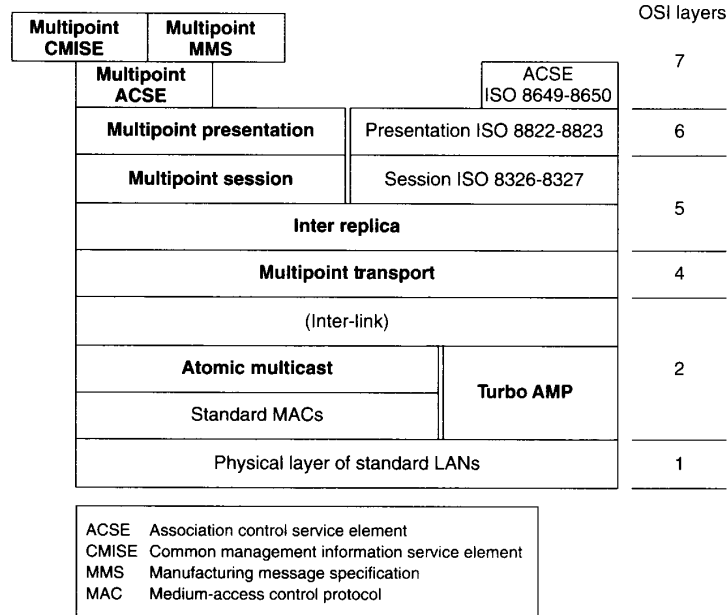 OSI layers
Multipoint CMISE
Multipoint MMS
7
Multipoint ACSE
ACSE
ISO 8649-8650
Multipoint presentation
Presentation ISO 8822-8823
6
Multipoint session
Session ISO 8326-8327
5
Inter replica
Multipoint transport
4
(Inter-link)
Atomic multicast
Turbo AMP
2
Standard MACs
Physical layer of standard LANs
1
ACSE Association control service element
CMISE Common management information service element
MMS Manufacturing message specification
MAC Medium-access control protocol